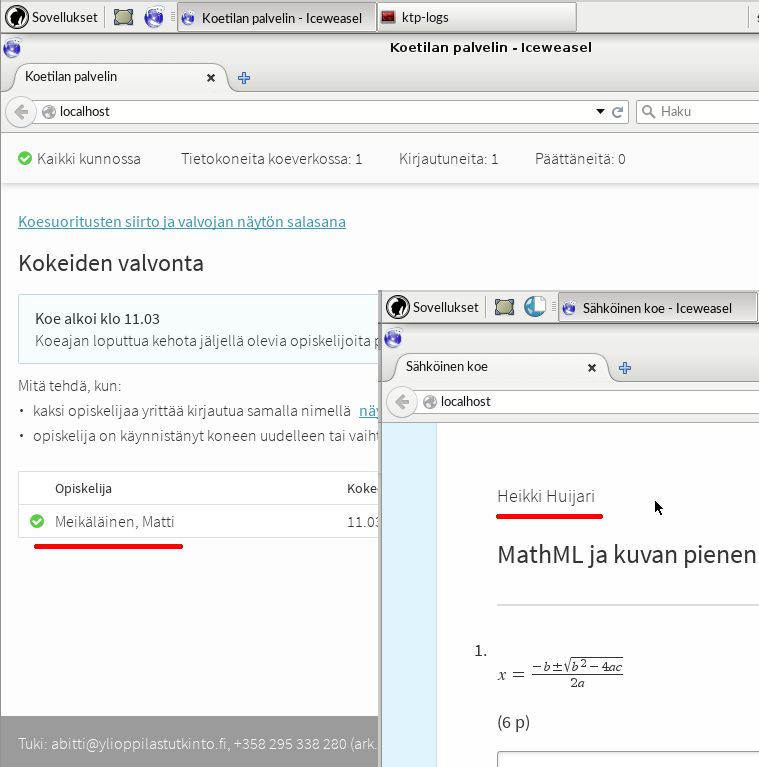 Sovellukset Koetilan palvelin - Iceweasel ktp-logs
Koetilan palvelin - Iceweasel
Koetilan palvelin
localhost Haku
Kaikki kunnossa Tietokoneita koeverkossa: 1 Kirjautuneita: 1 Päättäneitä: 0
Koesuoritusten siirto ja valvojan näytön salasana
Kokeiden valvonta
Koe alkoi klo 11.03
Koeajan loputtua kehota jäljellä olevia opiskelijoita p
Mitä tehdä, kun:
• kaksi opiskelijaa yrittää kirjautua samalla nimellä näy
• opiskelija on käynnistänyt koneen uudelleen tai vaiht
Opiskelija Kokee
Meikäläinen, Matti 11.03
Tuki: abitti@ylioppilastutkinto.fi, +358 295 338 280 (ark.
Sovellukset Sähköinen koe - Iceweasel
Sähköinen koe
localhost
Heikki Huijari
MathML ja kuvan pienen
1.
x = \frac{-b ± \sqrt{b^2 - 4ac}}{2a}
(6 p)